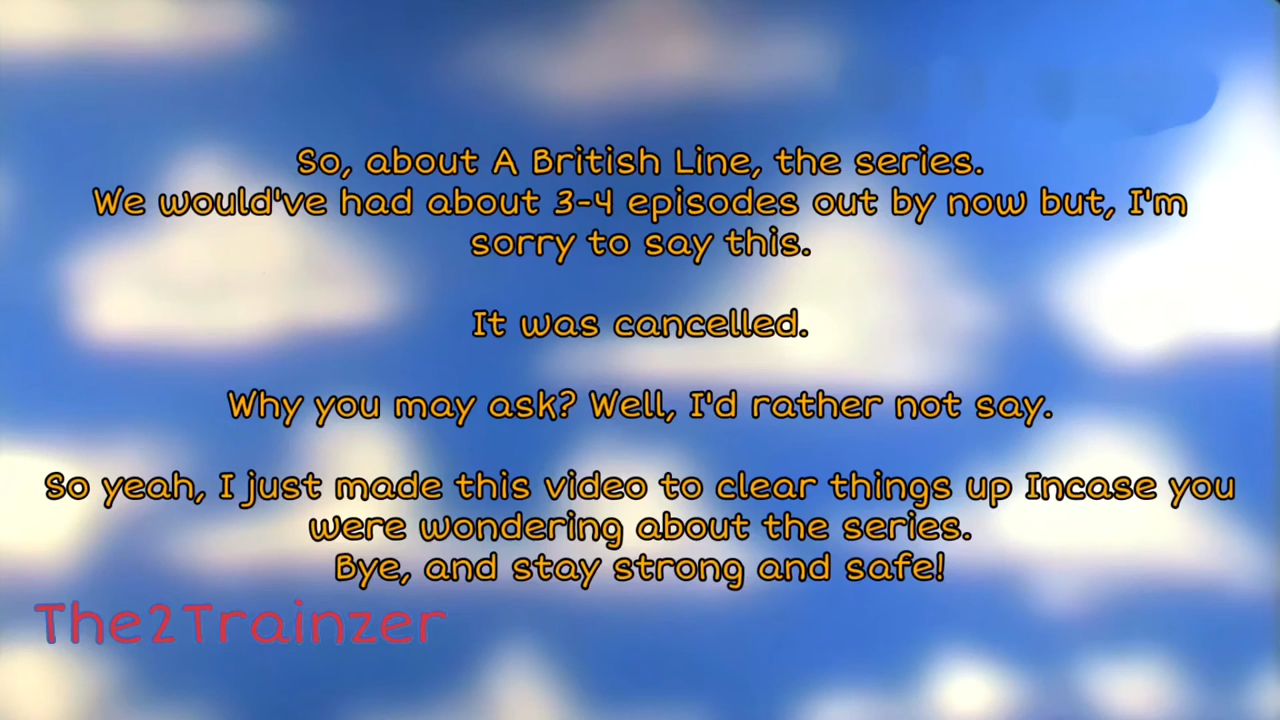 So, about A British Line, the series.
We would've had about 3-4 episodes out by now but, I'm
sorry to say this.
It was cancelled.
Why you may ask? Well, I'd rather not say.
So yeah, I just made this video to clear things up Incase you
were wondering about the series.
Bye, and stay strong and safe!
The2Trainzer